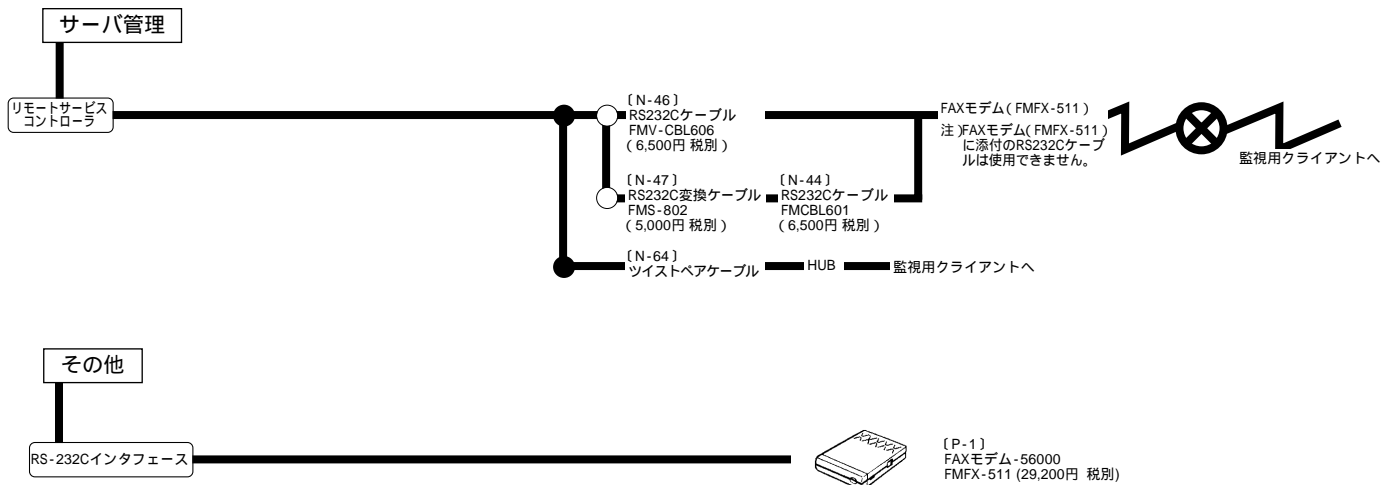 サーバ管理
リモートサービス
コントローラ
〔N-46〕
RS232Cケーブル
FMV-CBL606
(6,500円 税別)
FAXモデム(FMFX-511)
注)FAXモデム(FMFX-511)
に添付のRS232Cケーブ
ルは使用できません。
監視用クライアントへ
〔N-47〕
RS232C変換ケーブル
FMS-802
(5,000円 税別)
〔N-44〕
RS232Cケーブル
FMCBL601
(6,500円 税別)
〔N-64〕
ツイストペアケーブル
HUB
監視用クライアントへ
その他
RS-232Cインタフェース
〔P-1〕
FAXモデム-56000
FMFX-511 (29,200円 税別)